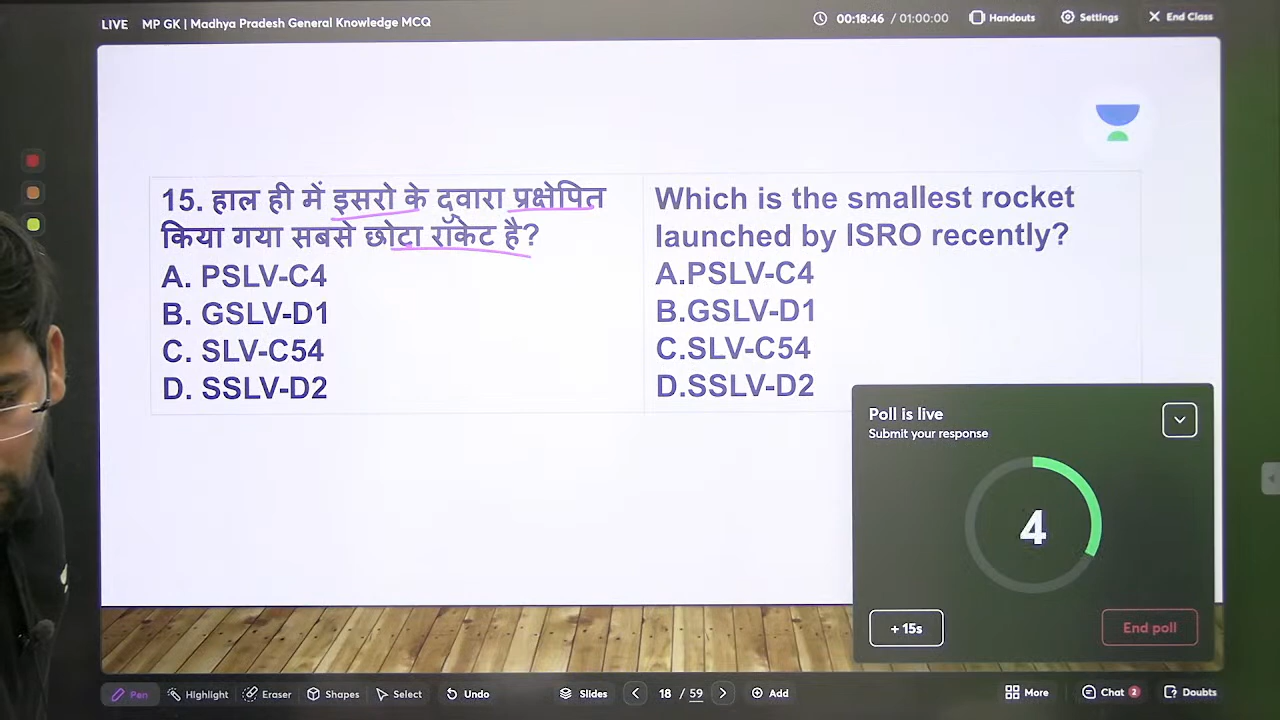 LIVE MP GK | Madhya Pradesh General Knowledge MCQ
00:18:46 / 01:00:00
Handouts
Settings
End Class
15. हाल ही में इसरो के द्वारा प्रक्षेपित
किया गया सबसे छोटा रॉकेट है?
A. PSLV-C4
B. GSLV-D1
C. SLV-C54
D. SSLV-D2
Which is the smallest rocket
launched by ISRO recently?
A.PSLV-C4
B.GSLV-D1
C.SLV-C54
D.SSLV-D2
Poll is live
Submit your response
4
+ 15s
End poll
Pen
Highlight
Eraser
Shapes
Select
Undo
Slides
18 / 59
Add
More
Chat 2
Doubts